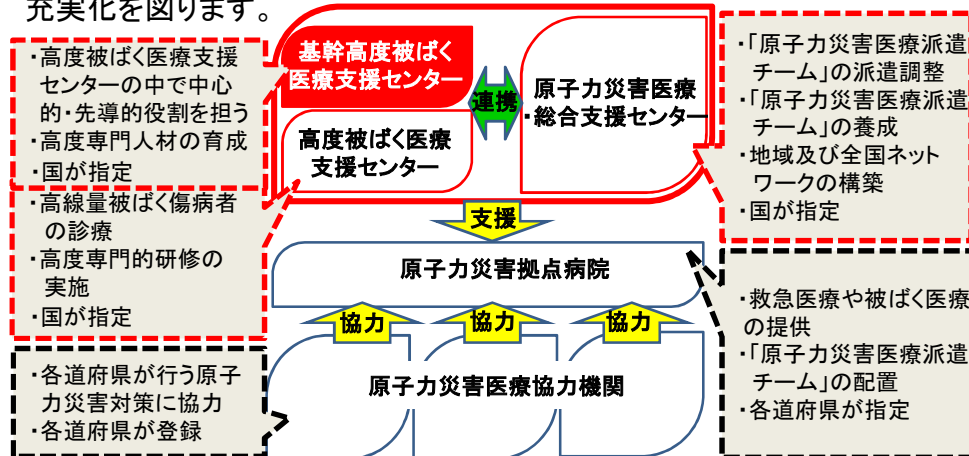 充実化を図ります。
・高度被ばく医療支援
センターの中で中心
的・先導的役割を担う
・高度専門人材の育成
・国が指定
・高線量被ばく傷病者
の診療
・高度専門的研修の
実施
・国が指定
・各道府県が行う原子
力災害対策に協力
・各道府県が登録
基幹高度被ばく
医療支援センター
高度被ばく医療
支援センター
連携
原子力災害医療
・総合支援センター
支援
原子力災害拠点病院
協力
協力
協力
原子力災害医療協力機関
・「原子力災害医療派遣
チーム」の派遣調整
・「原子力災害医療派遣
チーム」の養成
・地域及び全国ネット
ワークの構築
・国が指定
・救急医療や被ばく医療
の提供
・「原子力災害医療派遣
チーム」の配置
・各道府県が指定